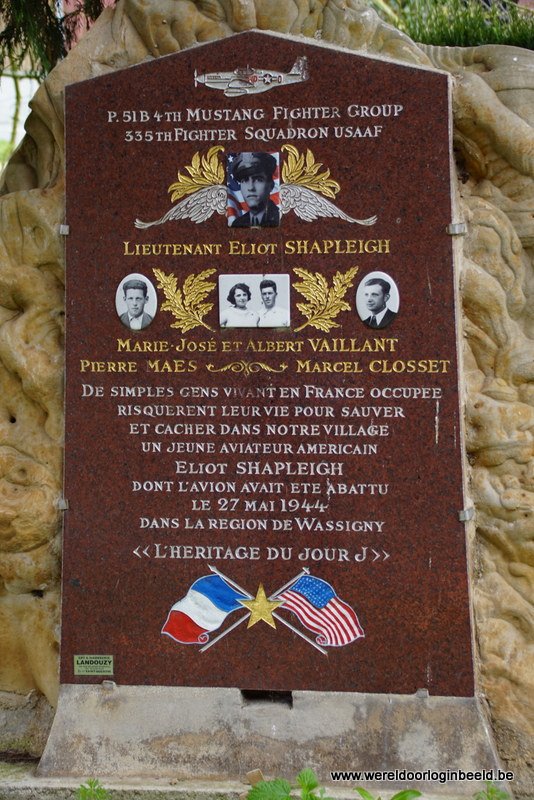 P.51B 4TH MUSTANG FIGHTER GROUP
335TH FIGHTER SQUADRON USAAF
LIEUTENANT ELIOT SHAPLEIGH
MARIE-JOSÉ ET ALBERT VAILLANT
PIERRE MAES MARCEL CLOSSET
DE SIMPLES GENS VIVANT EN FRANCE OCCUPEE
RISQUERENT LEUR VIE POUR SAUVER
ET CACHER DANS NOTRE VILLAGE
UN JEUNE AVIATEUR AMERICAIN
ELIOT SHAPLEIGH
DONT L'AVION AVAIT ETE ABATTU
LE 27 MAI 1944
DANS LA REGION DE WASSIGNY
<<L'HERITAGE DU JOUR J>>
LANDOUZY
www.wereldoorloginbeeld.be